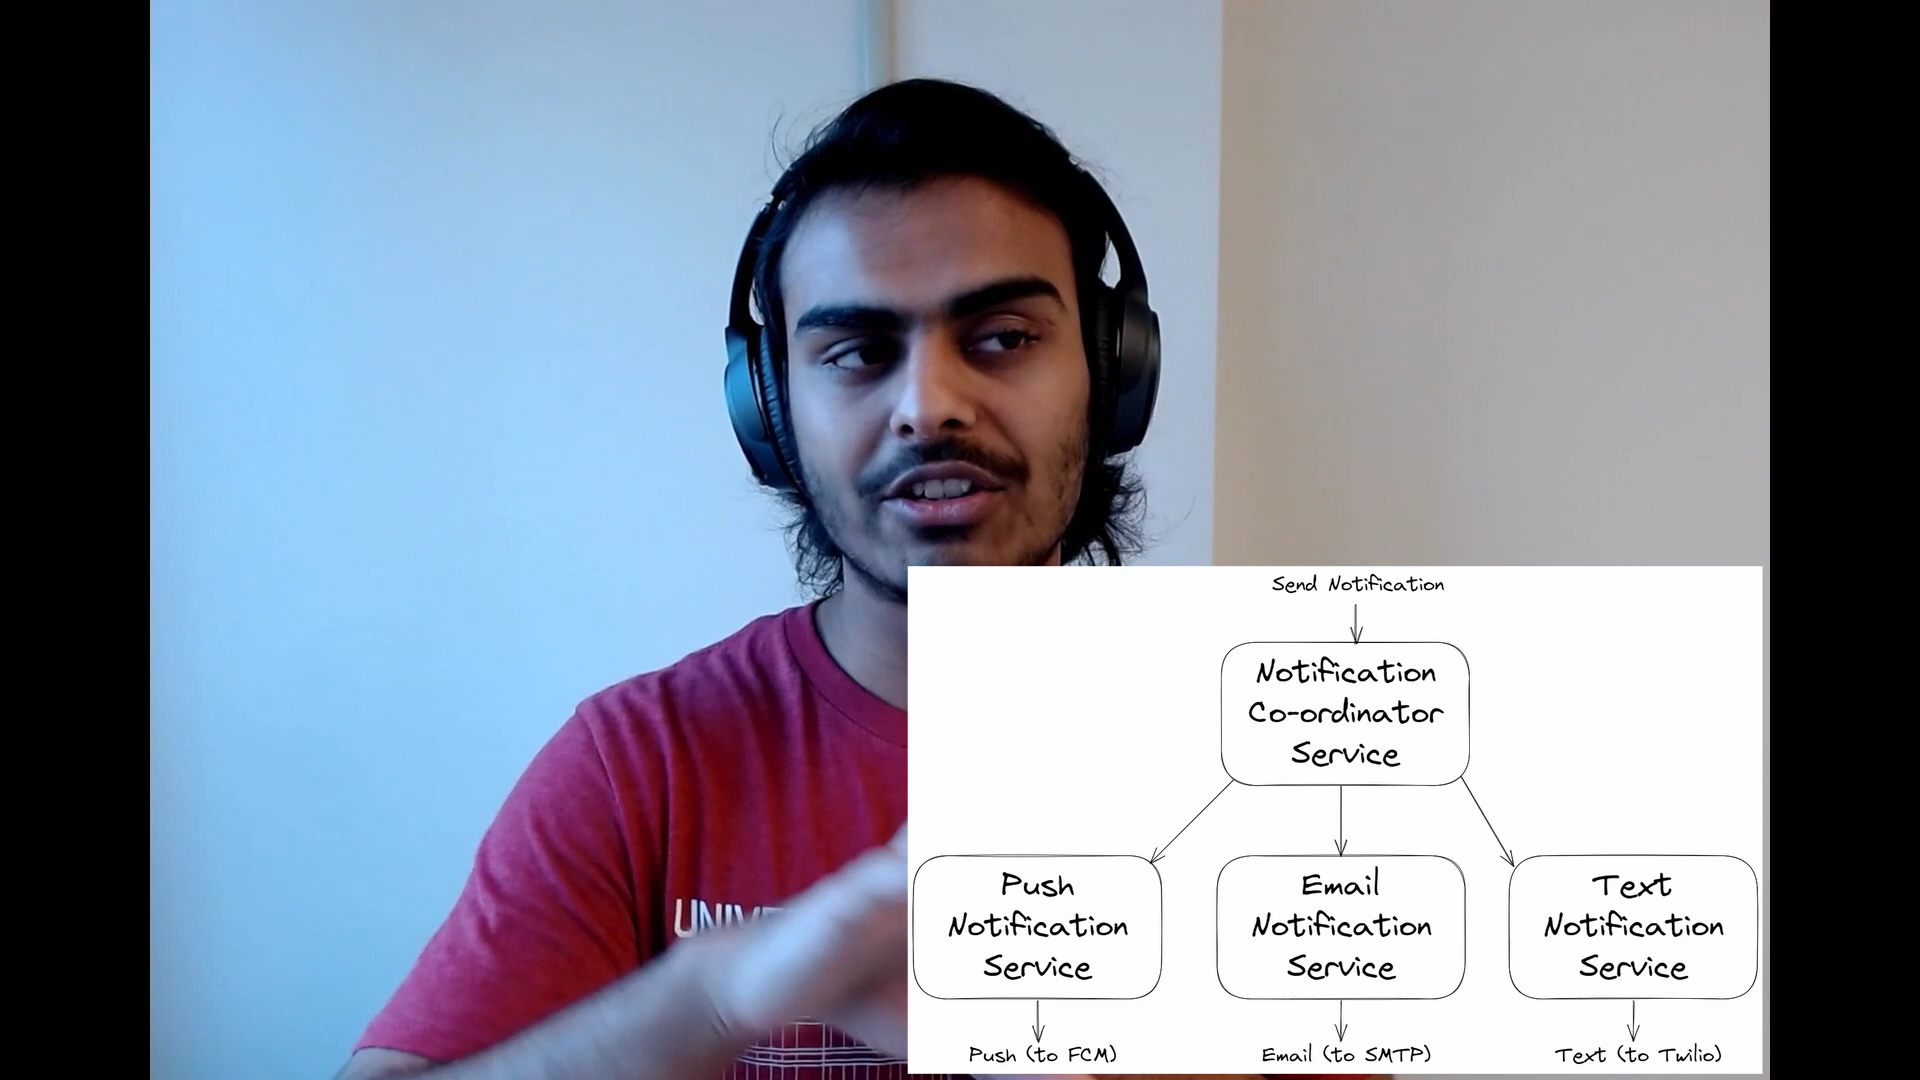 Send Notification
Notification
Co-ordinator
Service
Push
Notification
Service
Email
Notification
Service
Text
Notification
Service
Push (to FCM)
Email (to SMTP)
Text (to Twilio)